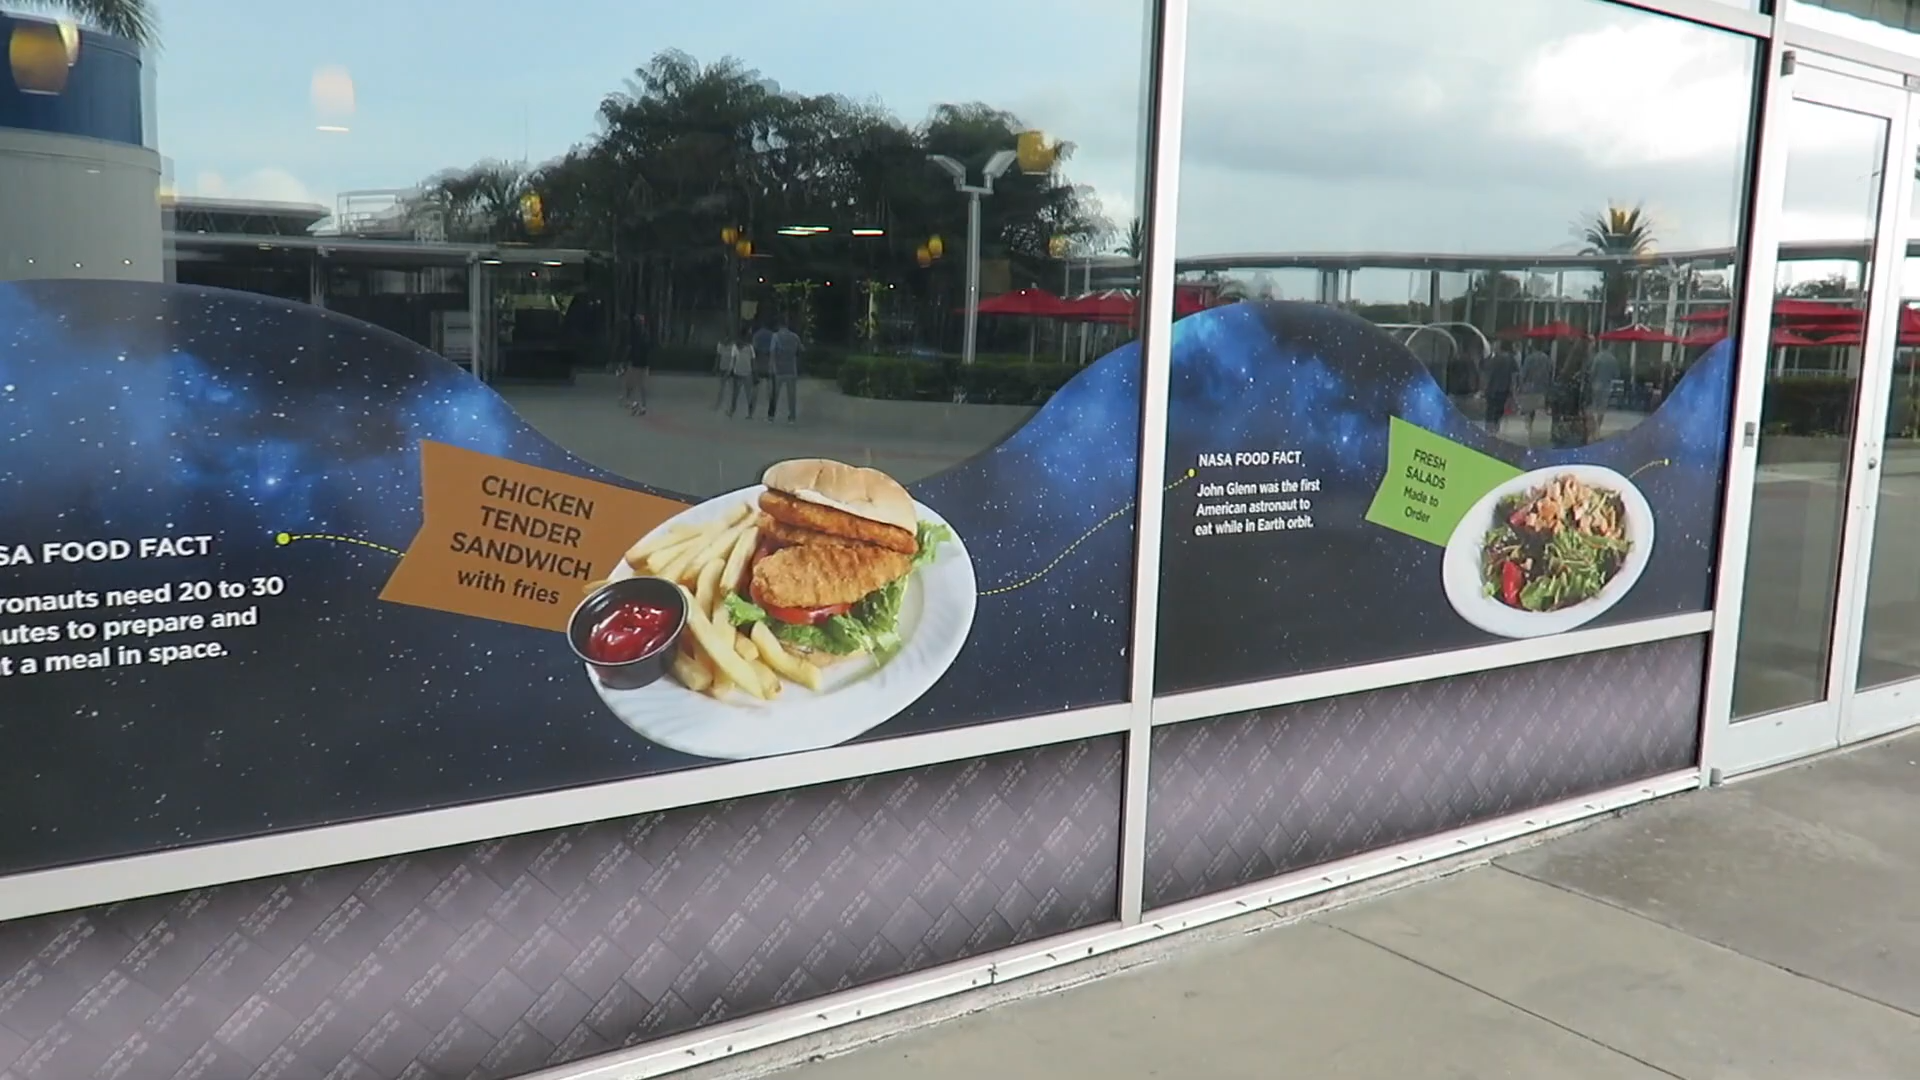 SA FOOD FACT
ronauts need 20 to 30
utes to prepare and
t a meal in space.
CHICKEN
TENDER
SANDWICH
with fries
NASA FOOD FACT
John Glenn was the first
American astronaut to
eat while in Earth orbit.
FRESH
SALADS
Made to
Order